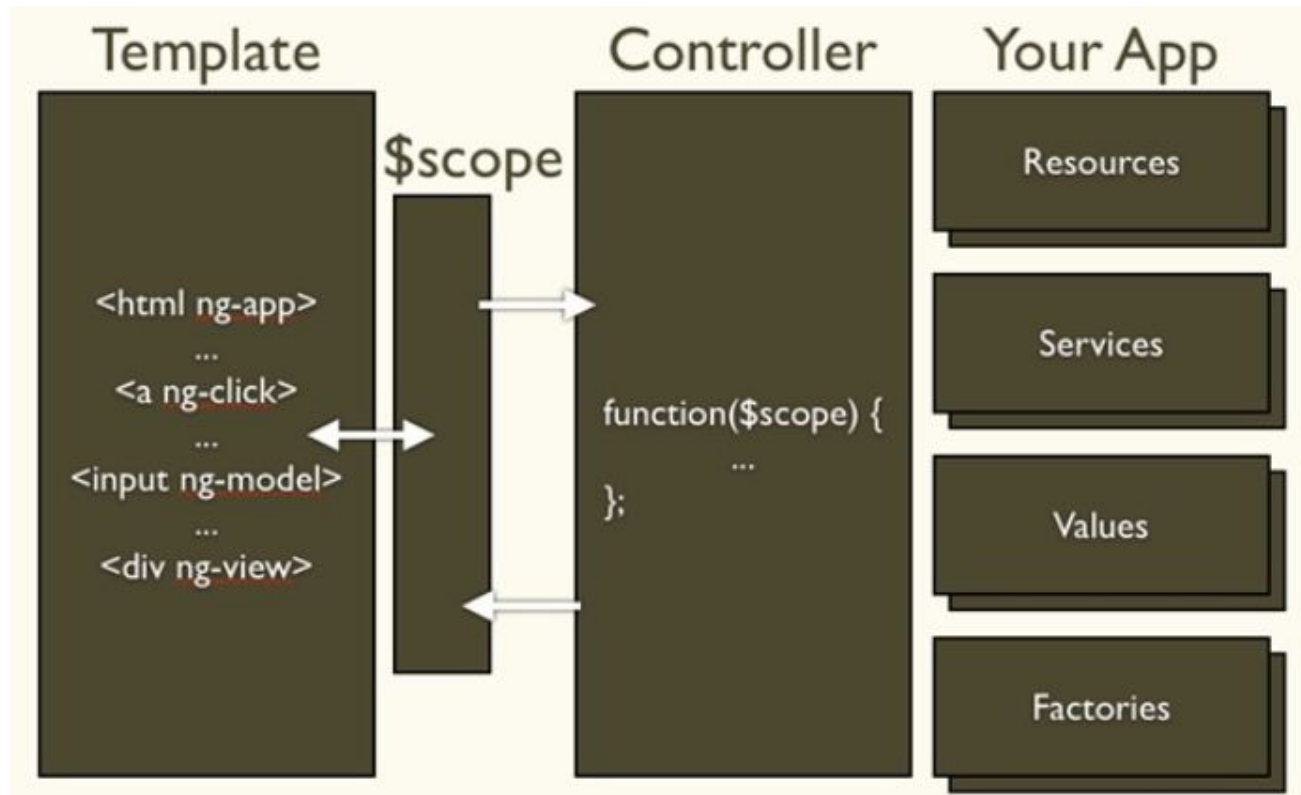 Template
Controller
Your App
$scope
<html ng-app>
...
<a ng-click>
...
<input ng-model>
...
<div ng-view>
function($scope) {
...
};
Resources
Services
Values
Factories